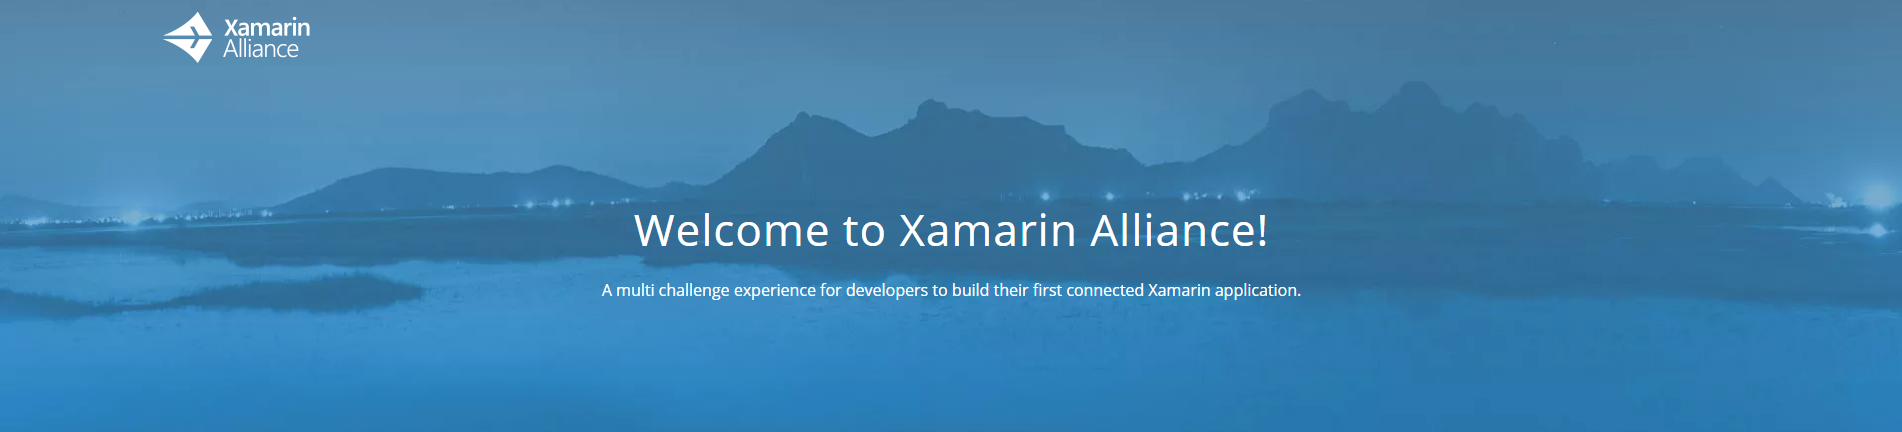 Xamarin
Alliance
Welcome to Xamarin Alliance!
A multi challenge experience for developers to build their first connected Xamarin application.